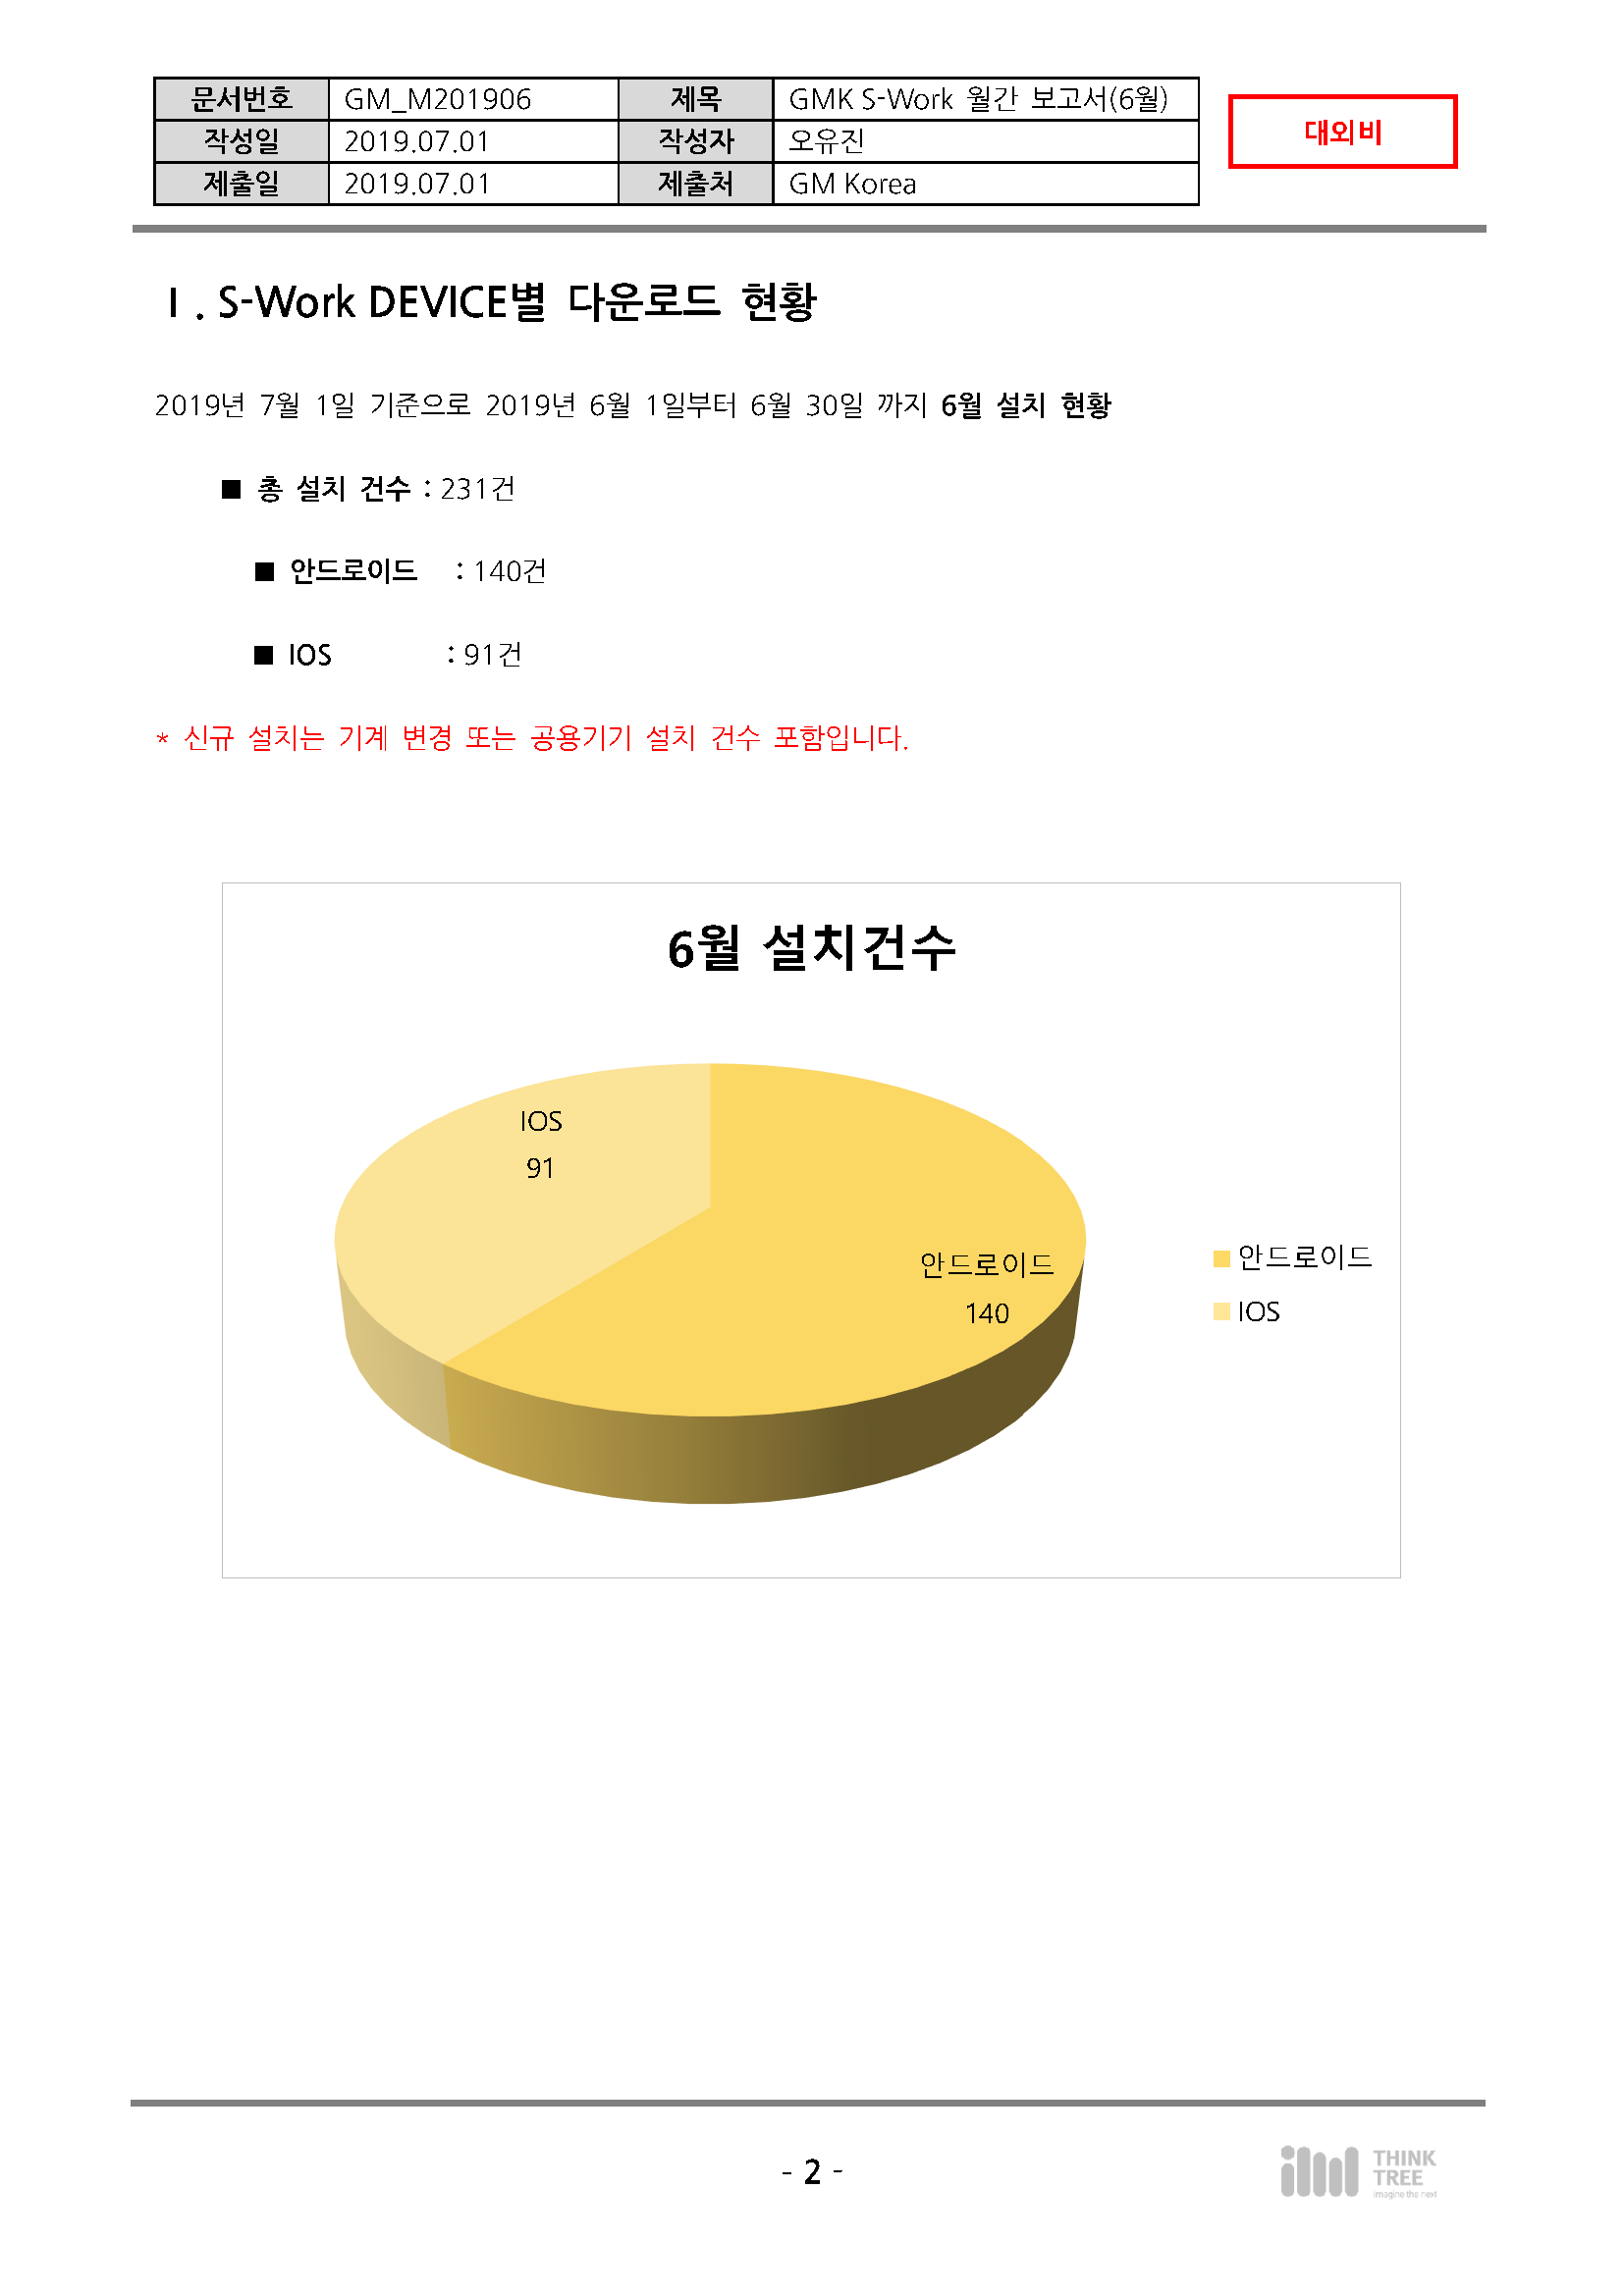 문서번호 GM_M201906 제목 GMK S-Work 월간 보고서(6월)
대외비
작성일 2019.07.01 작성자 오유진
제출일 2019.07.01 제출처 GM Korea
Ⅰ. S-Work DEVICE별 다운로드 현황
2019년 7월 1일 기준으로 2019년 6월 1일부터 6월 30일 까지 6월 설치 현황
■ 총 설치 건수 : 231건
■ 안드로이드 : 140건
■ IOS : 91건
* 신규 설치는 기계 변경 또는 공용기기 설치 건수 포함입니다.
6월 설치건수
IOS
91
안드로이드
140
안드로이드
IOS
- 2 -
THINK
TREE
imagine the next